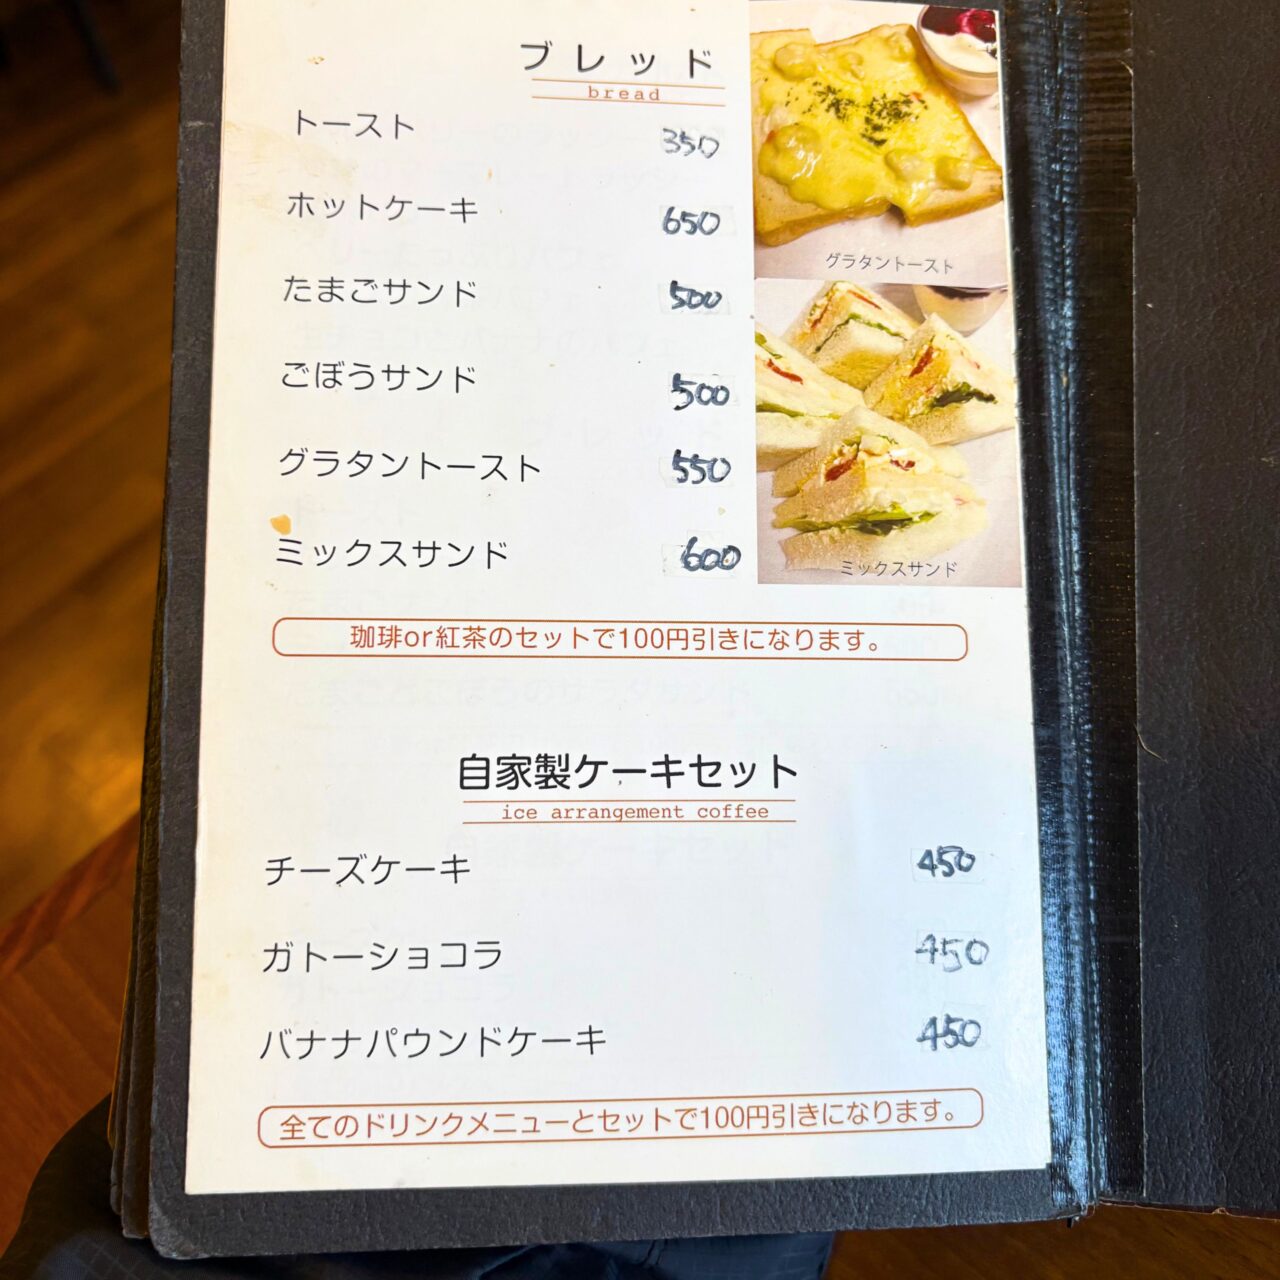 ブレッド
bread
トースト 350
ホットケーキ 650
たまごサンド 500
ごぼうサンド 500
グラタントースト 550
ミックスサンド 600
グラタントースト
ミックスサンド
珈琲or紅茶のセットで100円引きになります。
自家製ケーキセット
ice arrangement coffee
チーズケーキ 450
ガトーショコラ 450
バナナパウンドケーキ 450
全てのドリンクメニューとセットで100円引きになります。